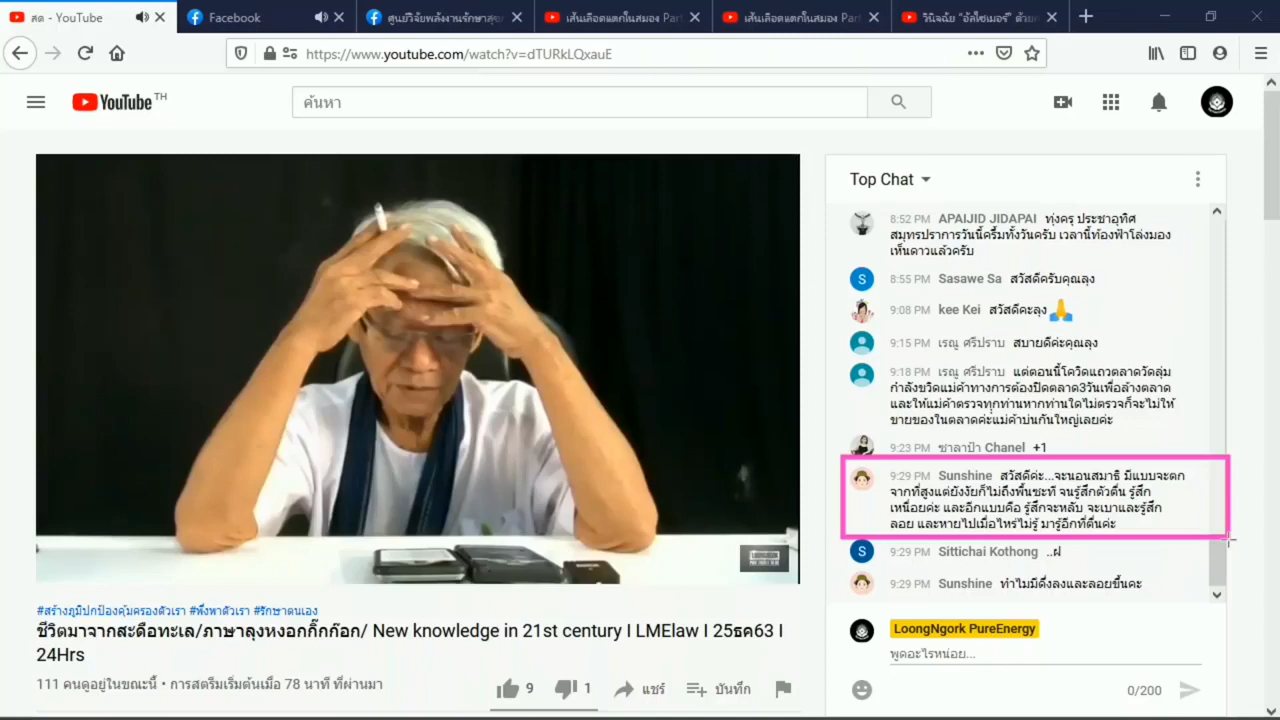 สด - YouTube
Facebook
ศูนย์วิจัยพลังงานรักษาสุข
เส้นเลือดแตกในสมอง Part
เส้นเลือดแตกในสมอง Part
วินิจฉัย "อัลไซเมอร์" ด้วย
https://www.youtube.com/watch?v=dTURkLQxauE
YouTube TH
ค้นหา
Top Chat
8:52 PM APAIJID JIDAPAI ทุ่งครุ ประชาอุทิศ
สมุทรปราการวันนี้ครึ้มทั้งวันครับ เวลานี้ท้องฟ้าโล่งมอง
เห็นดาวแล้วครับ
S 8:55 PM Sasawe Sa สวัสดีครับคุณลุง
9:08 PM kee Kei สวัสดีคะลุง 🙏
9:15 PM เรณู ศรีปราบ สบายดีค่ะคุณลุง
9:18 PM เรณู ศรีปราบ แต่ตอนนี้โควิดแถวตลาดวัดลุ่ม
กำลังขวิดแม่ค้าทางการต้องปิดตลาด3วันเพื่อล้างตลาด
และให้แม่ค้าตรวจทุกท่านหากท่านใดไม่ตรวจก็จะไม่ให้
ขายของในตลาดค่ะแม่ค้าบ่นกันใหญ่เลยค่ะ
9:23 PM ซาลาเปา Chanel +1
9:29 PM Sunshine สวัสดีค่ะ...จะนอนสมาธิ มีแบบจะตก
จากที่สูงแต่ยังงัยก็ไม่ถึงพื้นซะที จนรู้สึกตัวตื่น รู้สึก
เหนื่อยค่ะ และอีกแบบคือ รู้สึกจะหลับ จะเบาและรู้สึก
ลอย และหายไปเมื่อไหร่ไม่รู้ มารู้อีกที่ตื่นค่ะ
S 9:29 PM Sittichai Kothong ..ฝ
9:29 PM Sunshine ทำไมมีดิ่งลงและลอยขึ้นคะ
LoongNgork PureEnergy
พูดอะไรหน่อย...
0/200
#สร้างภูมิปกป้องคุ้มครองตัวเรา #พึ่งพาตัวเรา #รักษาตนเอง
ชีวิตมาจากสะดือทะเล/ภาษาลุงหงอกกิ๊กก๊อก/ New knowledge in 21st century I LMElaw I 25ธค63 I
24Hrs
111 คนดูอยู่ในขณะนี้ • การสตรีมเริ่มต้นเมื่อ 78 นาที ที่ผ่านมา
9
1
แชร์
บันทึก